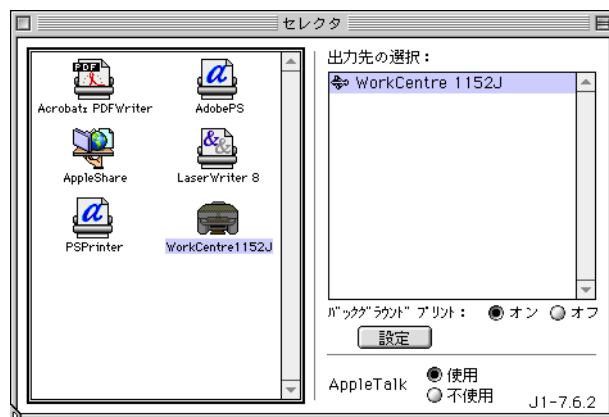 セレクタ
Acrobat™ PDFWriter
AdobePS
AppleShare
LaserWriter 8
PSPrinter
WorkCentre1152J
出力先の選択：
WorkCentre 1152J
ﾊﾞｯｸｸﾞﾗｳﾝﾄﾞ ﾌﾟﾘﾝﾄ： オン オフ
設定
AppleTalk 使用
不使用
J1-7.6.2